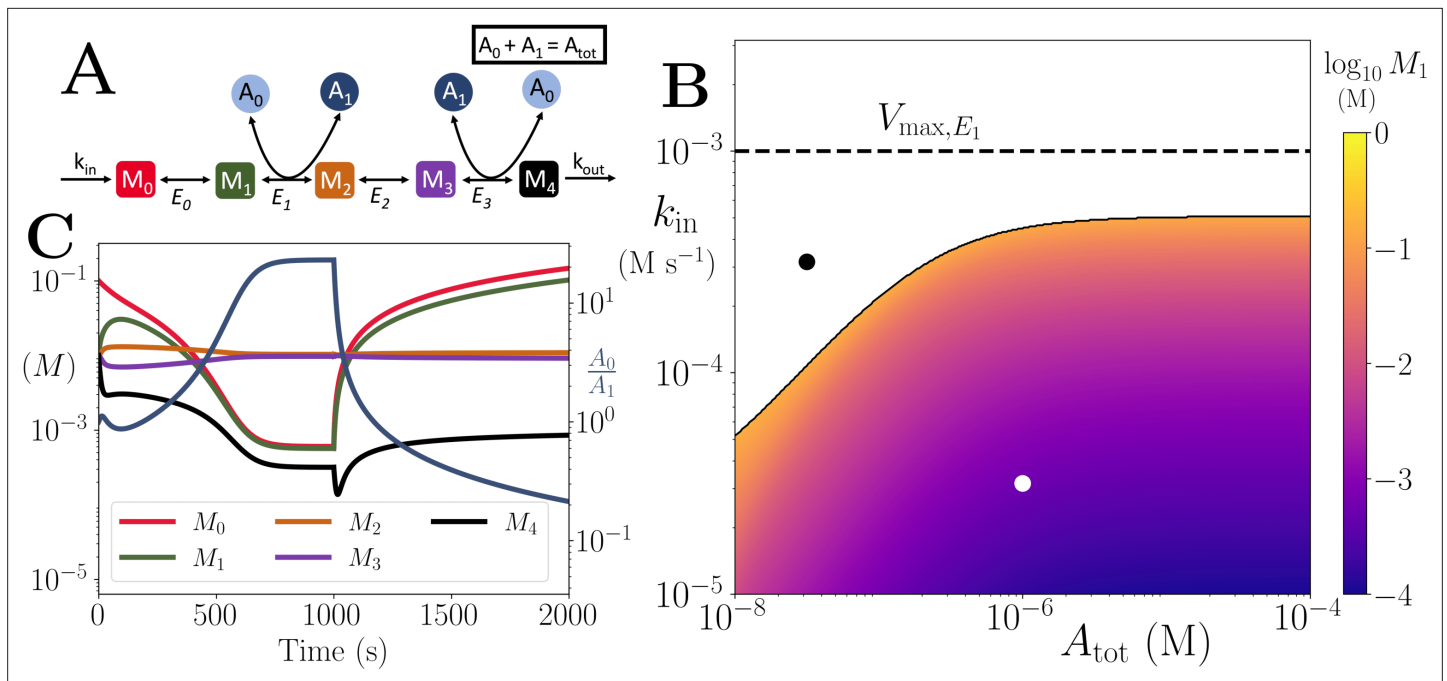 A
A₀ + A₁ = A_tot
A₀
A₁
A₁
A₀
k_in
M₀
M₁
M₂
M₃
M₄
k_out
E₀
E₁
E₂
E₃
B
V_max,E₁
10⁻³
k_in
(M s⁻¹)
10⁻⁴
10⁻⁵
10⁻⁸
10⁻⁶
10⁻⁴
A_tot (M)
log₁₀ M₁
(M)
0
−1
−2
−3
−4
C
10⁻¹
(M)
10⁻³
10⁻⁵
10¹
A₀
A₁
10⁰
10⁻¹
M₀
M₂
M₄
M₁
M₃
0
500
1000
1500
2000
Time (s)